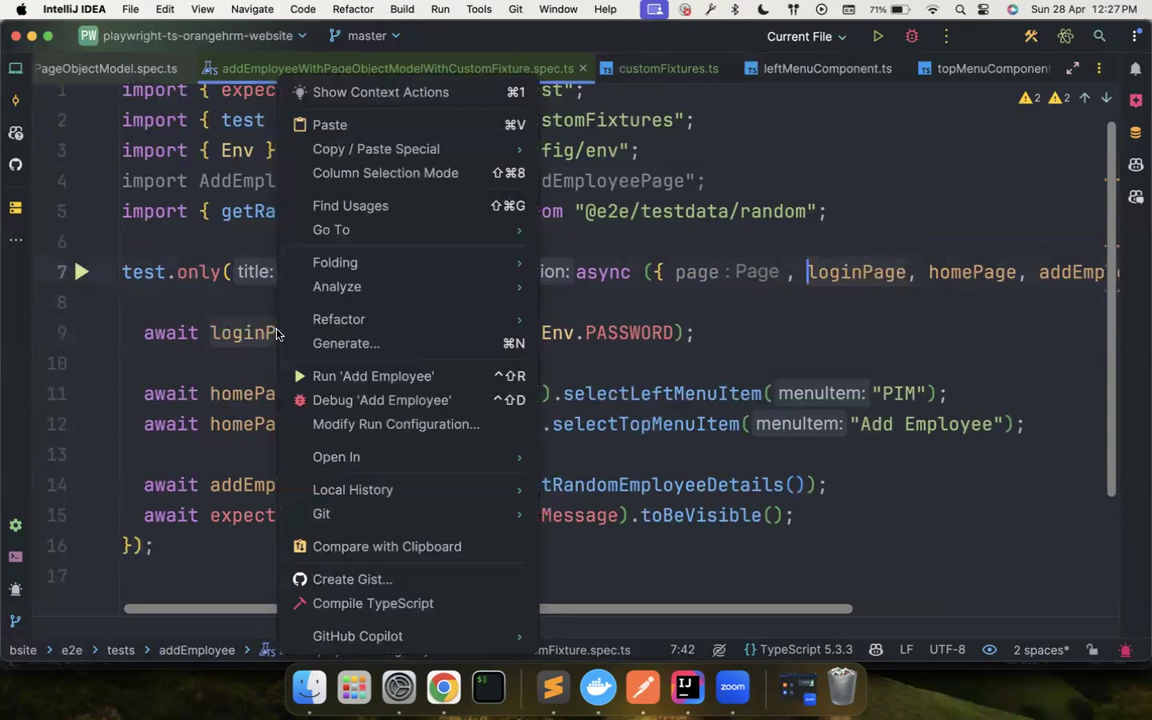 IntelliJ IDEA File Edit View Navigate Code Refactor Build Run Tools Git Window Help 71% Sun 28 Apr 12:27 PM
PW playwright-ts-orangehrm-website master Current File
PageObjectModel.spec.ts addEmployeeWithPageObjectModelWithCustomFixture.spec.ts customFixtures.ts leftMenuComponent.ts topMenuComponent
1 import { expec st";
2 import { test stomFixtures";
3 import { Env } fig/env";
4 import AddEmpl dEmployeePage";
5 import { getRa om "@e2e/testdata/random";
6
7 test.only( title: ion: async ({ page : Page , loginPage, homePage, addEmpl
8
9 await loginP Env.PASSWORD);
10
11 await homePa ).selectLeftMenuItem( menuItem: "PIM");
12 await homePa .selectTopMenuItem( menuItem: "Add Employee");
13
14 await addEmp tRandomEmployeeDetails());
15 await expect Message).toBeVisible();
16 });
17
2 2
Show Context Actions ⌘1
Paste ⌘V
Copy / Paste Special
Column Selection Mode ⇧⌘8
Find Usages ⇧⌘G
Go To
Folding
Analyze
Refactor
Generate... ⌘N
Run 'Add Employee' ^⇧R
Debug 'Add Employee' ^⇧D
Modify Run Configuration...
Open In
Local History
Git
Compare with Clipboard
Create Gist...
Compile TypeScript
GitHub Copilot
bsite e2e tests addEmployee omFixture.spec.ts 7:42 TypeScript 5.3.3 LF UTF-8 2 spaces*
zoom